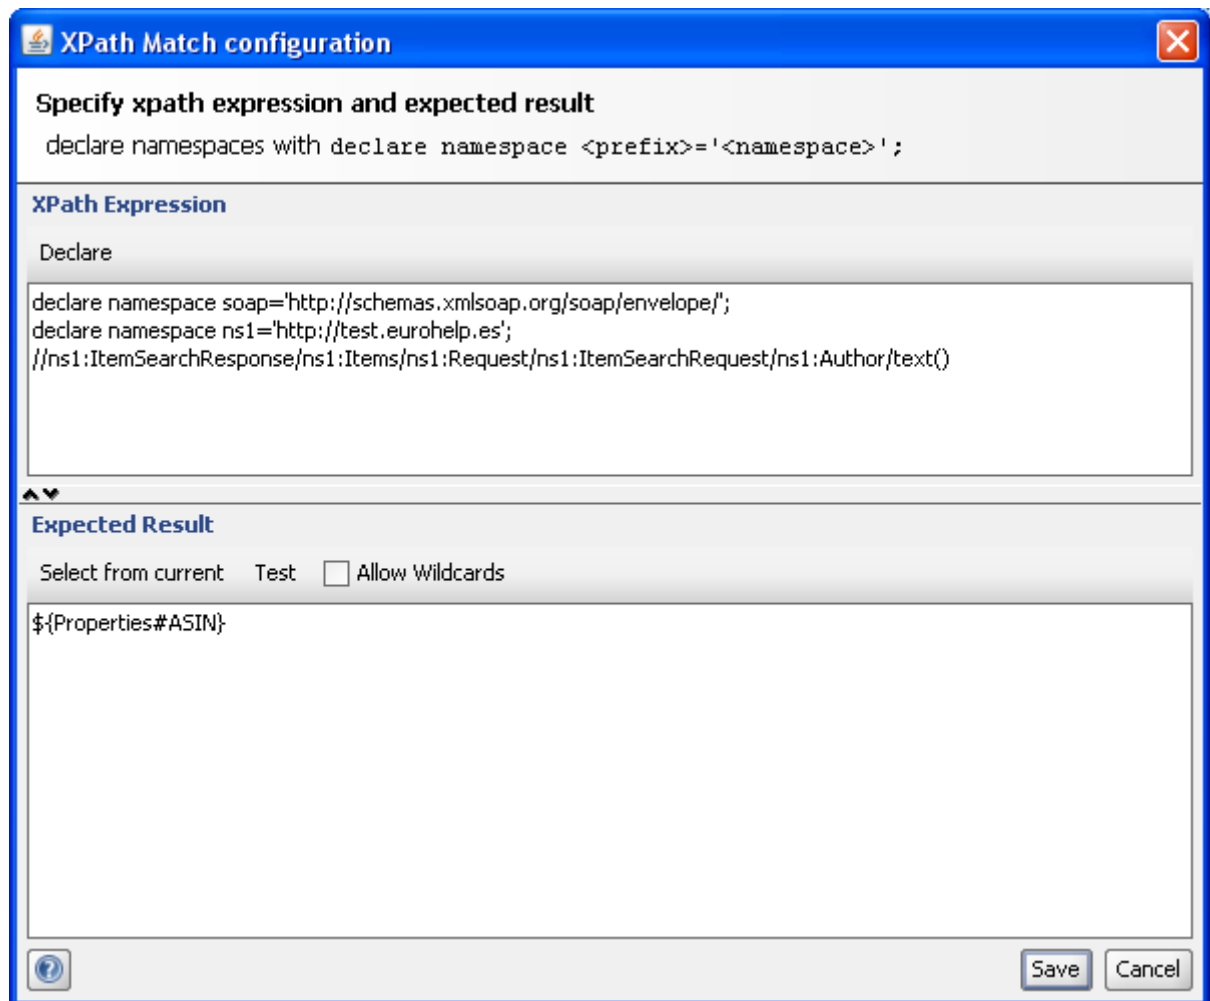 XPath Match configuration
Specify xpath expression and expected result
declare namespaces with declare namespace <prefix>='<namespace>';
XPath Expression
Declare
declare namespace soap='http://schemas.xmlsoap.org/soap/envelope/';
declare namespace ns1='http://test.eurohelp.es';
//ns1:ItemSearchResponse/ns1:Items/ns1:Request/ns1:ItemSearchRequest/ns1:Author/text()
Expected Result
Select from current Test Allow Wildcards
${Properties#ASIN}
Save Cancel